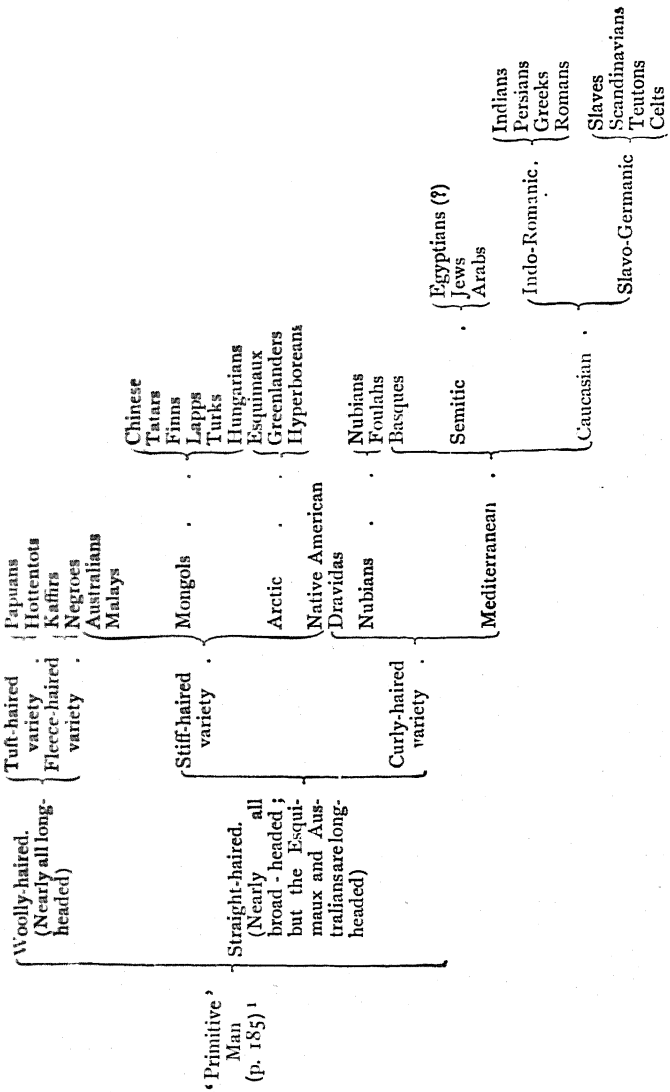 'Primitive'
Man
(p. 185)¹
Woolly-haired.
(Nearly all long-
headed)
Straight-haired.
(Nearly all
broad-headed;
but the Esqui-
maux and Aus-
tralians are long-
headed)
Tuft-haired
variety .
Fleece-haired
variety .
Stiff-haired
variety .
Curly-haired
variety .
Papuans
Hottentots
Kaffirs
Negroes
Australians
Malays
Mongols . .
Arctic . .
Native American
Dravidas
Nubians . .
Mediterranean .
Chinese
Tatars
Finns
Lapps
Turks
Hungarians
Esquimaux
Greenlanders
Hyperboreans
Nubians
Foulahs
Basques
Semitic .
Caucasian .
Egyptians (?)
Jews
Arabs
Indo-Romanic.
Slavo-Germanic
Indians
Persians
Greeks
Romans
Slaves
Scandinavians
Teutons
Celts